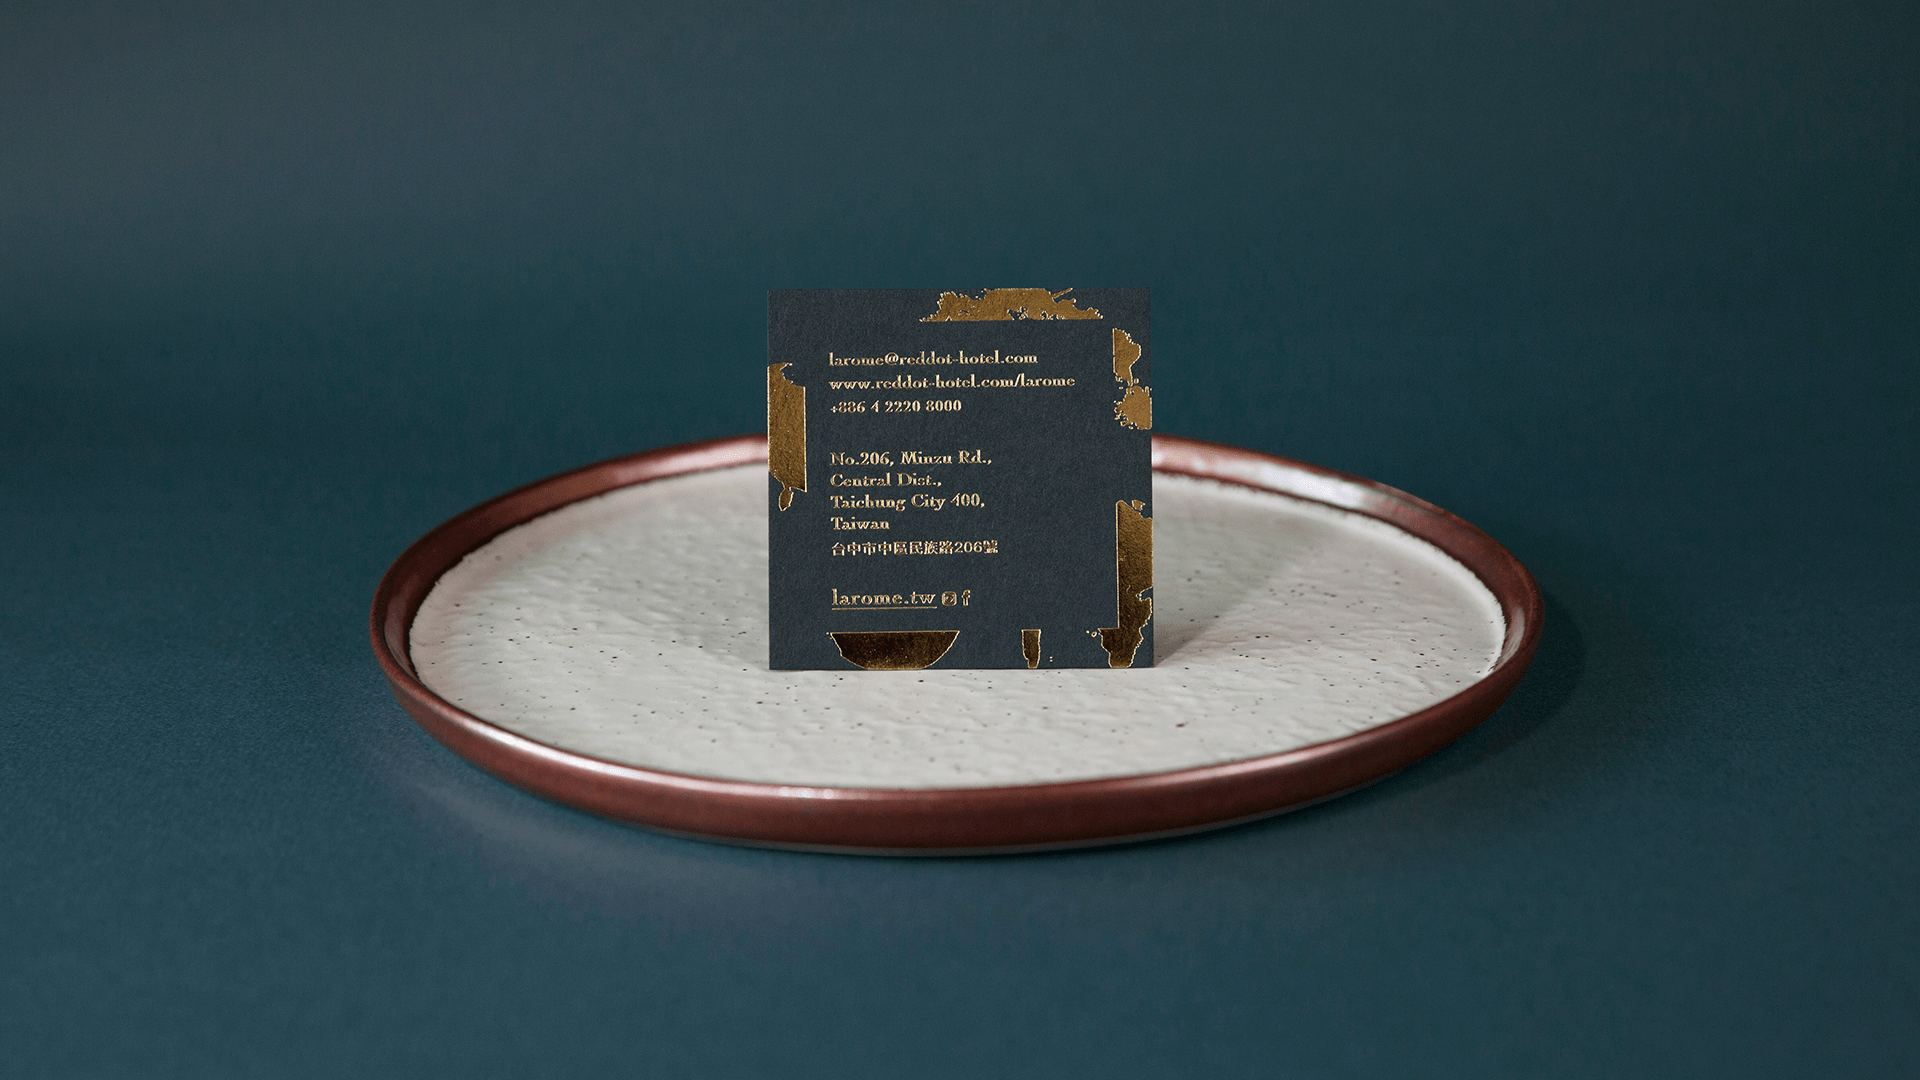 larome@reddot-hotel.com
www.reddot-hotel.com/larome
+886 4 2220 8000
No.206, Minzu Rd.,
Central Dist.,
Taichung City 400,
Taiwan
台中市中區民族路206號
larome.tw